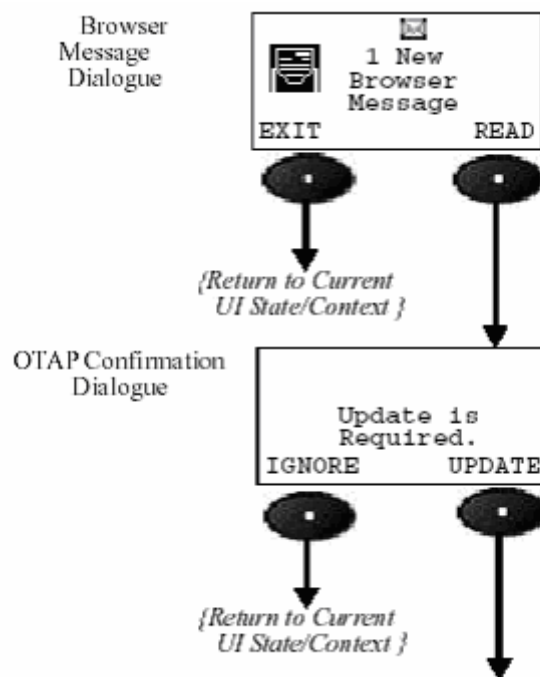 Browser
Message
Dialogue
1 New
Browser
Message
EXIT READ
{Return to Current
UI State/Context }
OTAP Confirmation
Dialogue
Update is
Required.
IGNORE UPDATE
{Return to Current
UI State/Context }